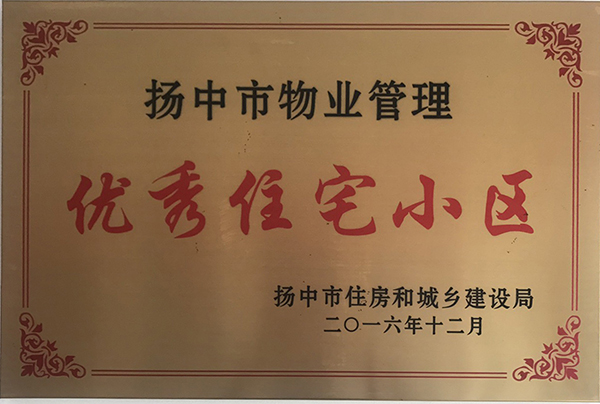 扬中市物业管理
优秀住宅小区
扬中市住房和城乡建设局
二〇一六年十二月